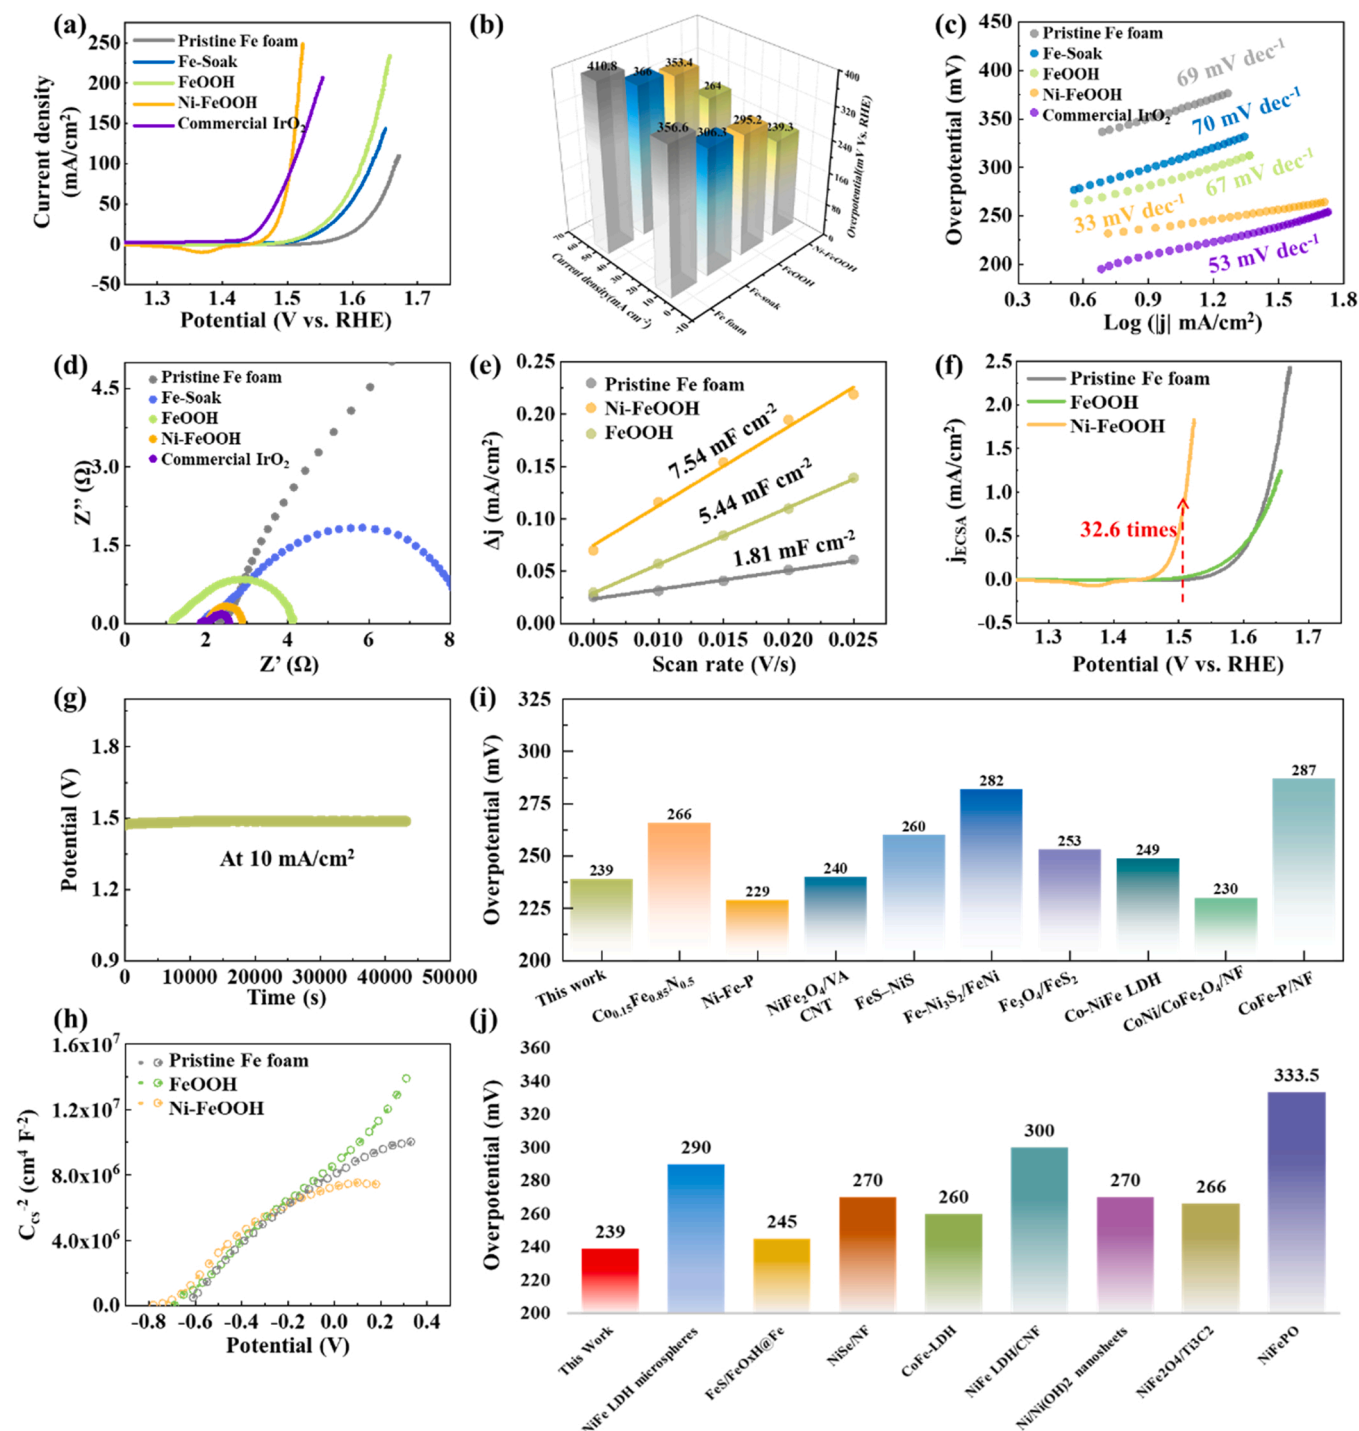 (a)
250
200
150
100
50
0
-50
Current density
(mA/cm²)
Pristine Fe foam
Fe-Soak
FeOOH
Ni-FeOOH
Commercial IrO₂
1.3 1.4 1.5 1.6 1.7
Potential (V vs. RHE)
(b)
410.8
366
353.4
264
356.6
306.3
295.2
239.3
400
320
240
160
80
0
Overpotential(mV Vs. RHE)
70
60
50
40
30
20
10
0
-10
Current density(mA cm⁻²)
Fe foam
Fe-soak
FeOOH
Ni-FeOOH
(c)
450
400
350
300
250
200
Overpotential (mV)
Pristine Fe foam
Fe-Soak
FeOOH
Ni-FeOOH
Commercial IrO₂
69 mV dec⁻¹
70 mV dec⁻¹
67 mV dec⁻¹
33 mV dec⁻¹
53 mV dec⁻¹
0.3 0.6 0.9 1.2 1.5 1.8
Log (|j| mA/cm²)
(d)
4.5
3.0
1.5
0.0
Z’’ (Ω)
Pristine Fe foam
Fe-Soak
FeOOH
Ni-FeOOH
Commercial IrO₂
0 2 4 6 8
Z’ (Ω)
(e)
0.25
0.20
0.15
0.10
0.05
0.00
Δj (mA/cm²)
Pristine Fe foam
Ni-FeOOH
FeOOH
7.54 mF cm⁻²
5.44 mF cm⁻²
1.81 mF cm⁻²
0.005 0.010 0.015 0.020 0.025
Scan rate (V/s)
(f)
2.5
2.0
1.5
1.0
0.5
0.0
-0.5
jECSA (mA/cm²)
Pristine Fe foam
FeOOH
Ni-FeOOH
32.6 times
1.3 1.4 1.5 1.6 1.7
Potential (V vs. RHE)
(g)
1.8
1.5
1.2
0.9
Potential (V)
At 10 mA/cm²
0 10000 20000 30000 40000 50000
Time (s)
(i)
325
300
275
250
225
200
Overpotential (mV)
239
266
229
240
260
282
253
249
230
287
This work
Co₀.₁₅Fe₀.₈₅N₀.₅
Ni-Fe-P
NiFe₂O₄/VA
CNT
FeS–NiS
Fe-Ni₃S₂/FeNi
Fe₃O₄/FeS₂
Co-NiFe LDH
CoNi/CoFe₂O₄/NF
CoFe-P/NF
(h)
1.6x10⁷
1.2x10⁷
8.0x10⁶
4.0x10⁶
0.0
Ccs⁻² (cm⁴ F⁻²)
Pristine Fe foam
FeOOH
Ni-FeOOH
-0.8 -0.6 -0.4 -0.2 0.0 0.2 0.4
Potential (V)
(j)
360
340
320
300
280
260
240
220
200
Overpotential (mV)
239
290
245
270
260
300
270
266
333.5
This Work
NiFe LDH microspheres
FeS/FeOxH@Fe
NiSe/NF
CoFe-LDH
NiFe LDH/CNF
Ni/Ni(OH)2 nanosheets
NiFe2O4/Ti3C2
NiFePO